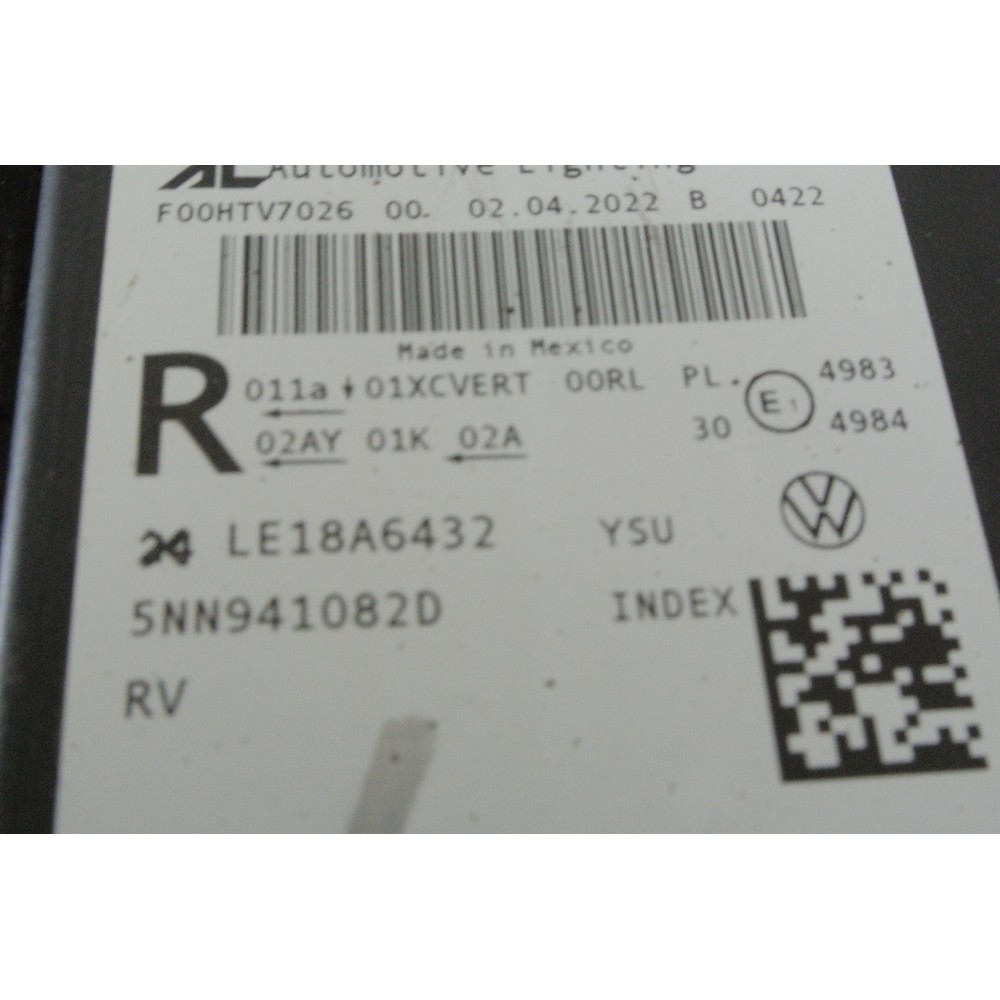 AL Automotive Lighting
F00HTV7026 00. 02.04.2022 B 0422
Made in Mexico
R 011a 01XCVERT 00RL PL. E1 4983
02AY 01K 02A 30 4984
LE18A6432 YSU
5NN941082D INDEX
RV